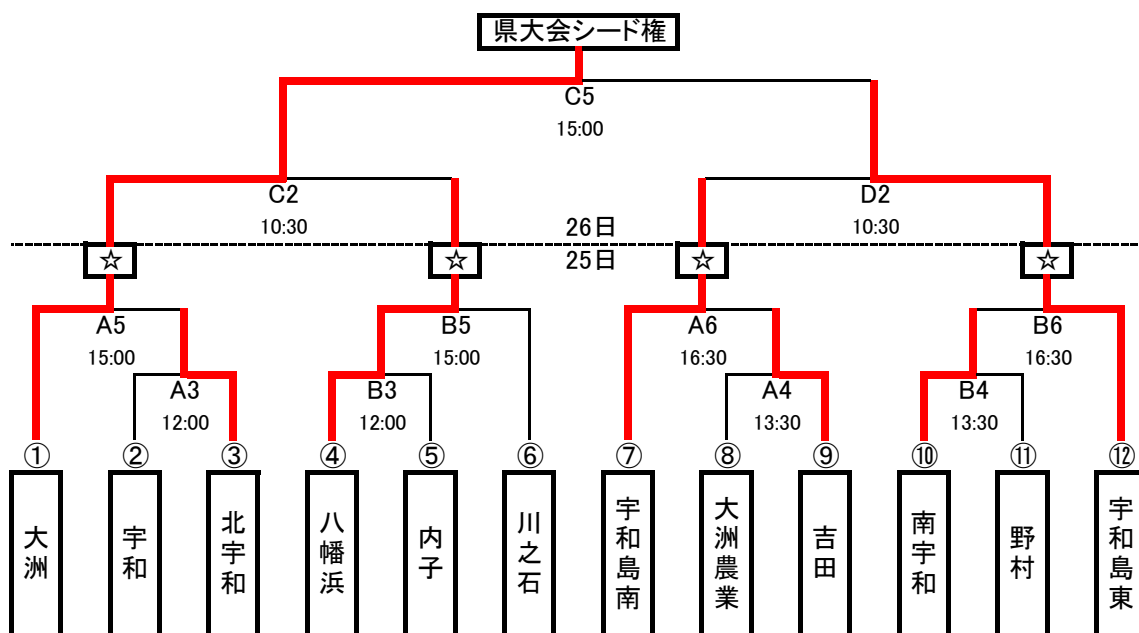 県大会シード権
C5
15:00
C2
D2
10:30
26日
10:30
25日
☆
☆
☆
☆
A5
B5
A6
B6
15:00
15:00
16:30
16:30
A3
B3
A4
B4
12:00
12:00
13:30
13:30
①
②
③
④
⑤
⑥
⑦
⑧
⑨
⑩
⑪
⑫
大洲
宇和
北宇和
八幡浜
内子
川之石
宇和島南
大洲農業
吉田
南宇和
野村
宇和島東